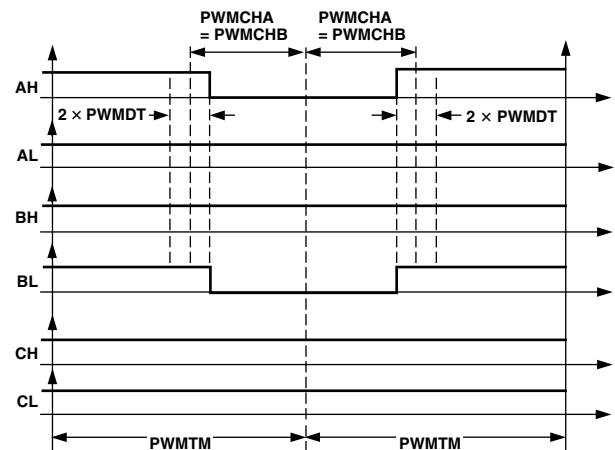 PWMCHA
= PWMCHB
PWMCHA
= PWMCHB
AH
2 × PWMDT
2 × PWMDT
AL
BH
BL
CH
CL
PWMTM
PWMTM